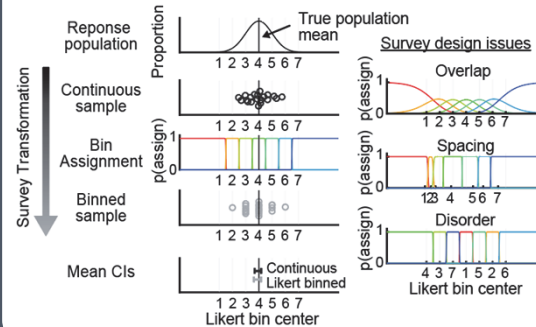 Reponse
population
Proportion
True population
mean
1 2 3 4 5 6 7
Survey Transformation
Continuous
sample
1 2 3 4 5 6 7
Bin
Assignment
p(assign)
1
0
1 2 3 4 5 6 7
Binned
sample
1 2 3 4 5 6 7
Mean CIs
Continuous
Likert binned
1 2 3 4 5 6 7
Likert bin center
Survey design issues
Overlap
p(assign)
1
0
1 2 3 4 5 6 7
Spacing
p(assign)
1
0
123 4 5 6 7
Disorder
p(assign)
1
0
4 3 7 1 5 2 6
Likert bin center